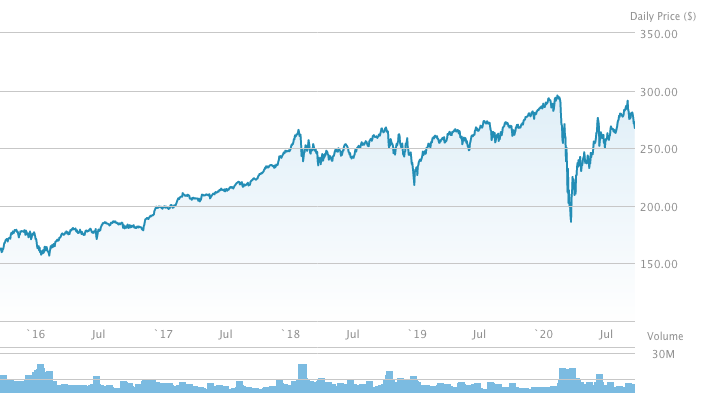 Daily Price ($)
350.00
300.00
250.00
200.00
150.00
`16 Jul `17 Jul `18 Jul `19 Jul `20 Jul
Volume
30M